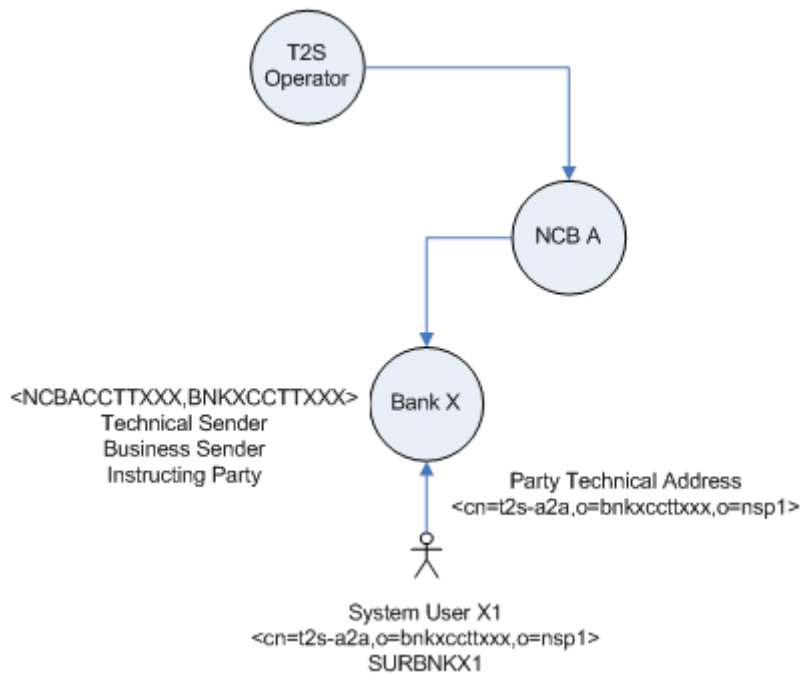 T2S
Operator
NCB A
<NCBACCTTXXX,BNKXCCTTXXX>
Technical Sender
Business Sender
Instructing Party
Bank X
Party Technical Address
<cn=t2s-a2a,o=bnkxccttxxx,o=nsp1>
System User X1
<cn=t2s-a2a,o=bnkxccttxxx,o=nsp1>
SURBNKX1